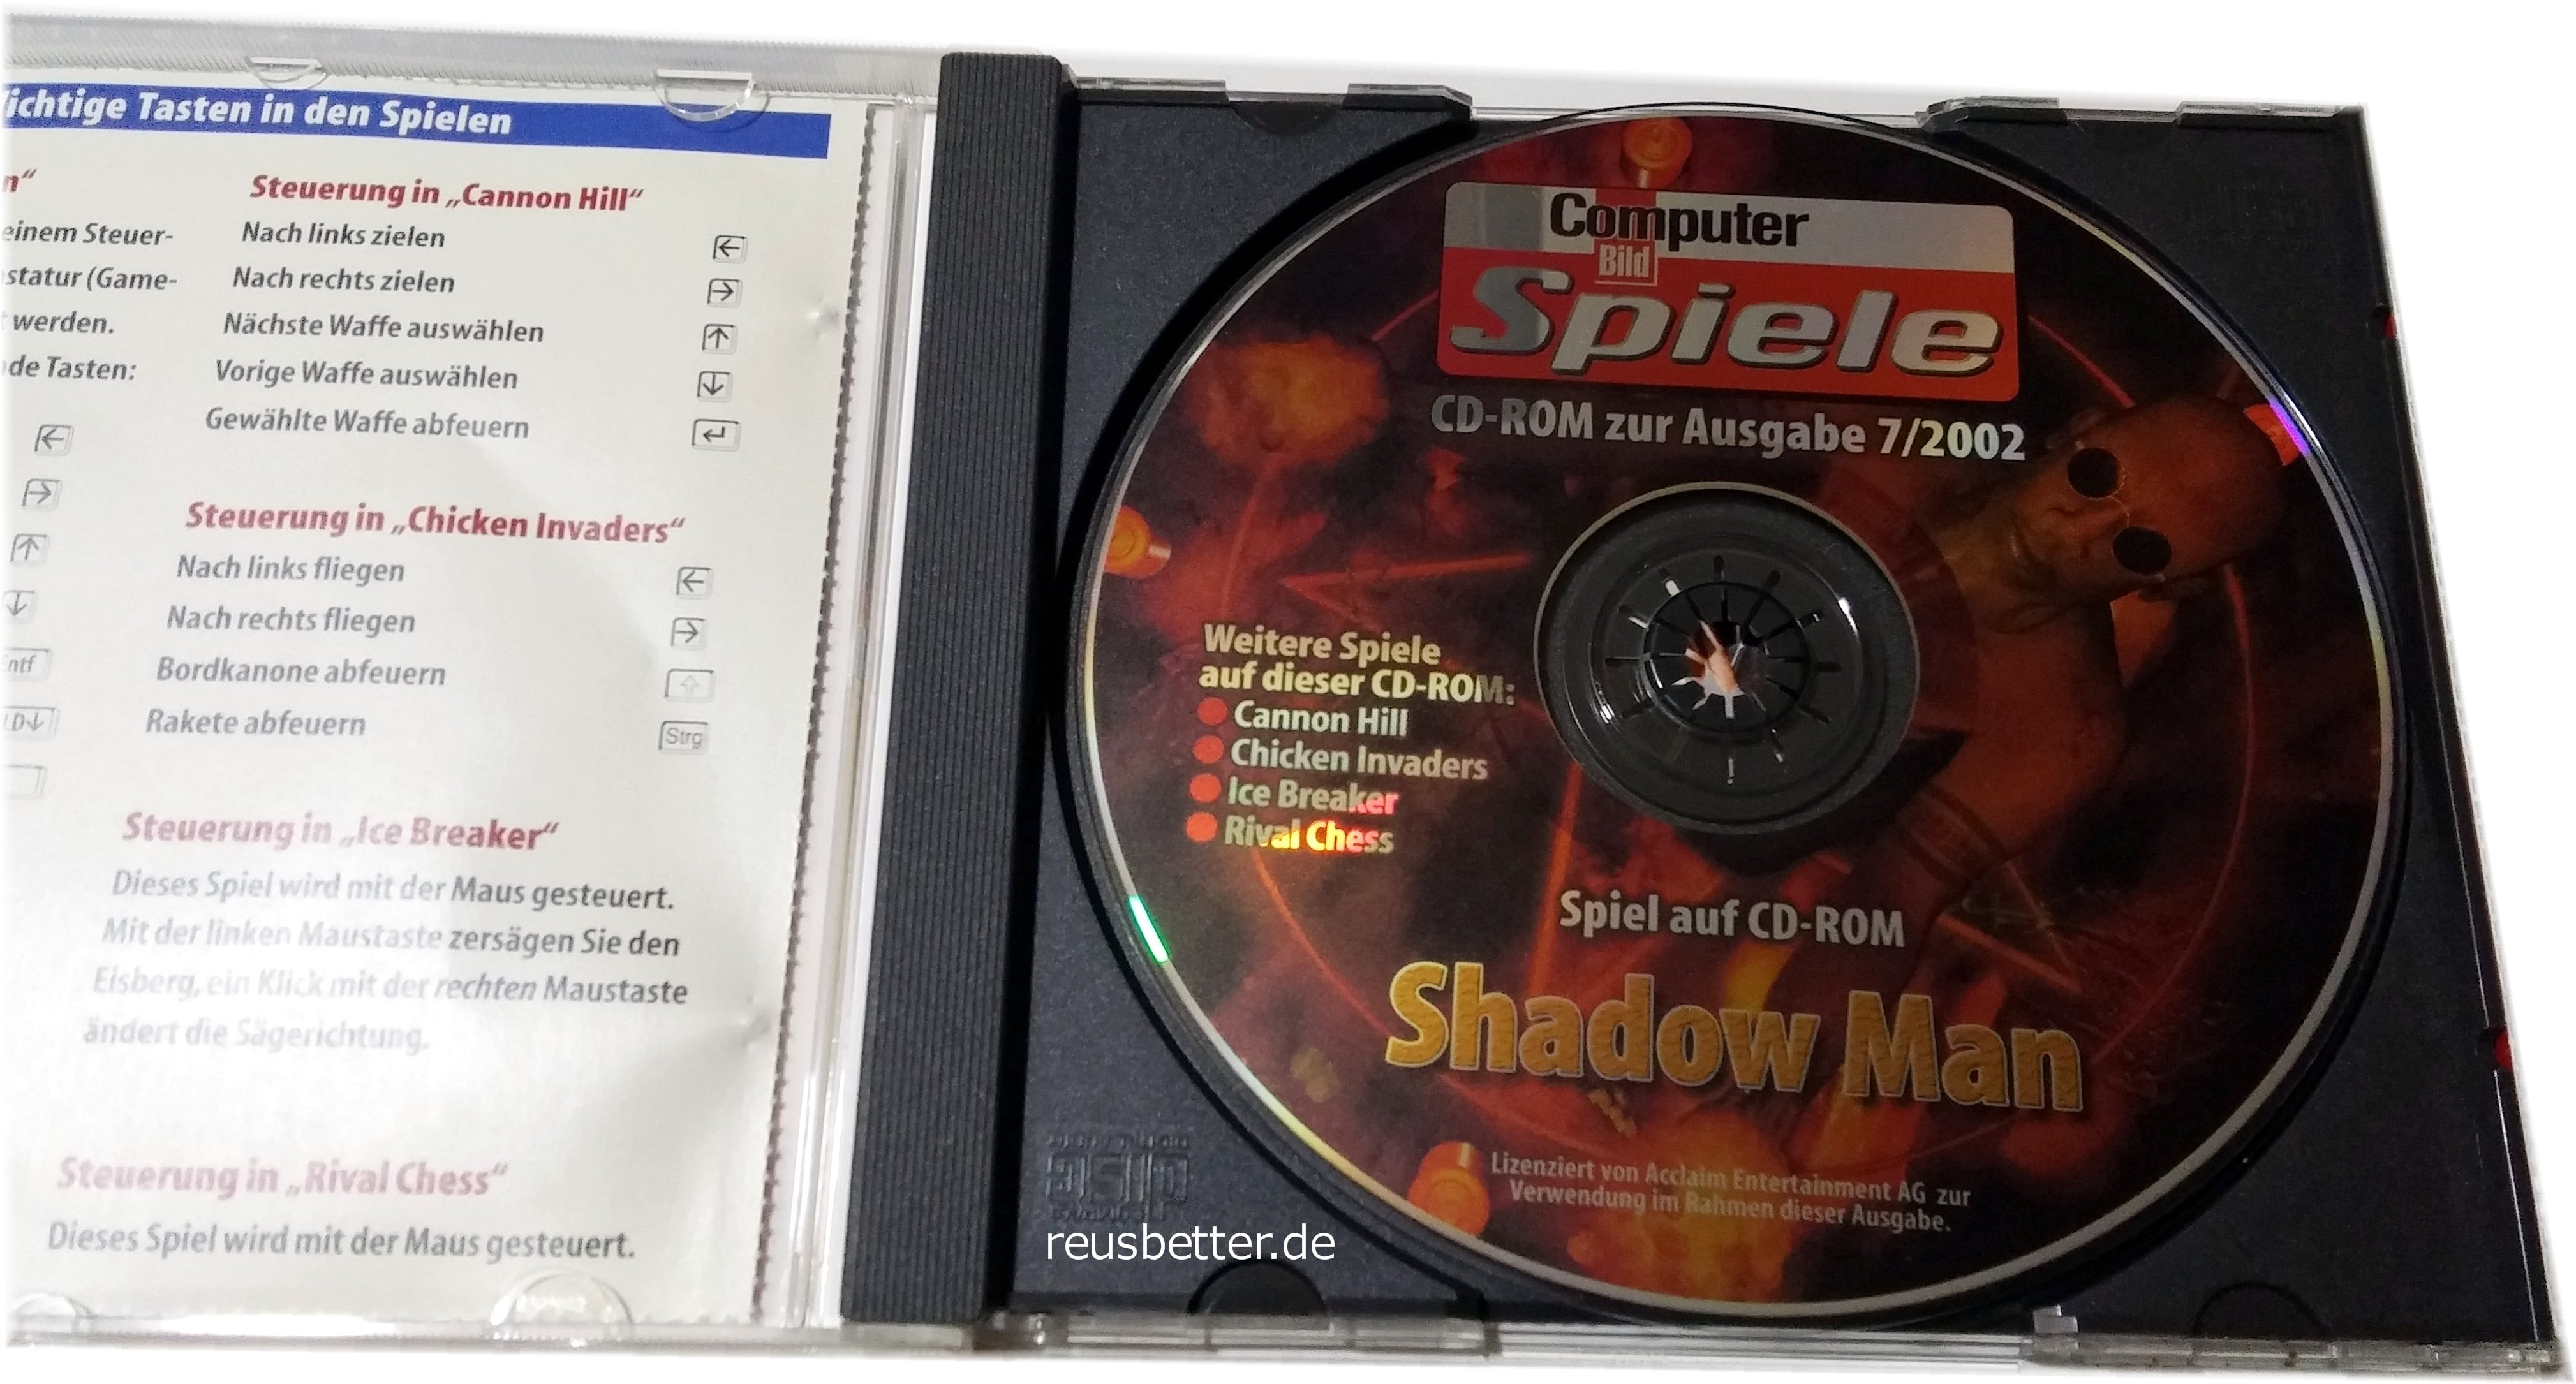 ichtige Tasten in den Spielen
n“
einem Steuer-
statur (Game-
werden.
de Tasten:
←
→
↑
↓
ntf
D↓
Steuerung in „Cannon Hill“
Nach links zielen ←
Nach rechts zielen →
Nächste Waffe auswählen ↑
Vorige Waffe auswählen ↓
Gewählte Waffe abfeuern ↵
Steuerung in „Chicken Invaders“
Nach links fliegen ←
Nach rechts fliegen →
Bordkanone abfeuern ⇧
Rakete abfeuern Strg
Steuerung in „Ice Breaker“
Dieses Spiel wird mit der Maus gesteuert.
Mit der linken Maustaste zersägen Sie den
Eisberg, ein Klick mit der rechten Maustaste
ändert die Sägerichtung.
Steuerung in „Rival Chess“
Dieses Spiel wird mit der Maus gesteuert.
Computer
Bild
Spiele
CD-ROM zur Ausgabe 7/2002
Weitere Spiele
auf dieser CD-ROM:
Cannon Hill
Chicken Invaders
Ice Breaker
Rival Chess
Spiel auf CD-ROM
Shadow Man
Lizenziert von Acclaim Entertainment AG zur
Verwendung im Rahmen dieser Ausgabe.
reusbetter.de